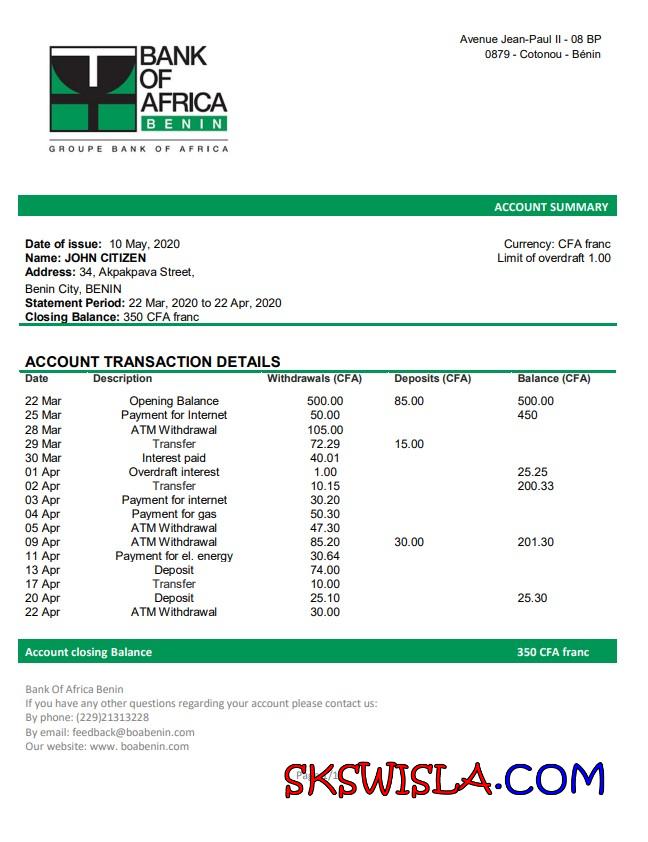 BANK
OF
AFRICA
BENIN
GROUPE BANK OF AFRICA
Avenue Jean-Paul II - 08 BP
0879 - Cotonou - Bénin
ACCOUNT SUMMARY
Date of issue: 10 May, 2020
Name: JOHN CITIZEN
Address: 34, Akpakpava Street,
Benin City, BENIN
Statement Period: 22 Mar, 2020 to 22 Apr, 2020
Closing Balance: 350 CFA franc
Currency: CFA franc
Limit of overdraft 1.00
ACCOUNT TRANSACTION DETAILS
Date Description Withdrawals (CFA) Deposits (CFA) Balance (CFA)
22 Mar Opening Balance 500.00 85.00 500.00
25 Mar Payment for Internet 50.00 450
28 Mar ATM Withdrawal 105.00
29 Mar Transfer 72.29 15.00
30 Mar Interest paid 40.01
01 Apr Overdraft interest 1.00 25.25
02 Apr Transfer 10.15 200.33
03 Apr Payment for internet 30.20
04 Apr Payment for gas 50.30
05 Apr ATM Withdrawal 47.30
09 Apr ATM Withdrawal 85.20 30.00 201.30
11 Apr Payment for el. energy 30.64
13 Apr Deposit 74.00
17 Apr Transfer 10.00
20 Apr Deposit 25.10 25.30
22 Apr ATM Withdrawal 30.00
Account closing Balance 350 CFA franc
Bank Of Africa Benin
If you have any other questions regarding your account please contact us:
By phone: (229)21313228
By email: feedback@boabenin.com
Our website: www. boabenin.com
SKSWISLA.COM